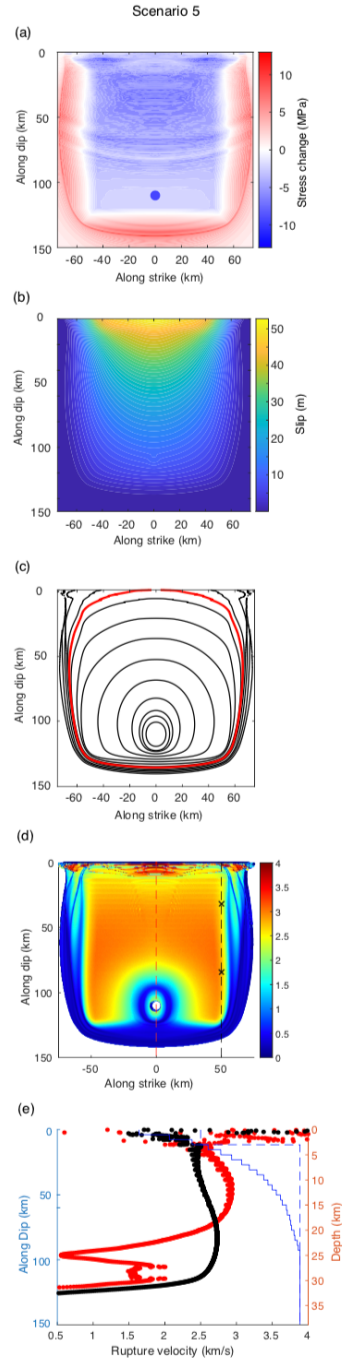 Scenario 5
(a)
0
50
100
150
Along dip (km)
-60 -40 -20 0 20 40 60
Along strike (km)
10
5
0
-5
-10
Stress change (MPa)
(b)
0
50
100
150
Along dip (km)
-60 -40 -20 0 20 40 60
Along strike (km)
50
40
30
20
10
Slip (m)
(c)
0
50
100
150
Along dip (km)
-60 -40 -20 0 20 40 60
Along strike (km)
(d)
0
50
100
150
Along dip (km)
-50 0 50
Along strike (km)
4
3.5
3
2.5
2
1.5
1
0.5
0
(e)
0
50
100
150
Along Dip (km)
0.5 1 1.5 2 2.5 3 3.5 4
Rupture velocity (km/s)
0
5
10
15
20
25
30
35
Depth (km)